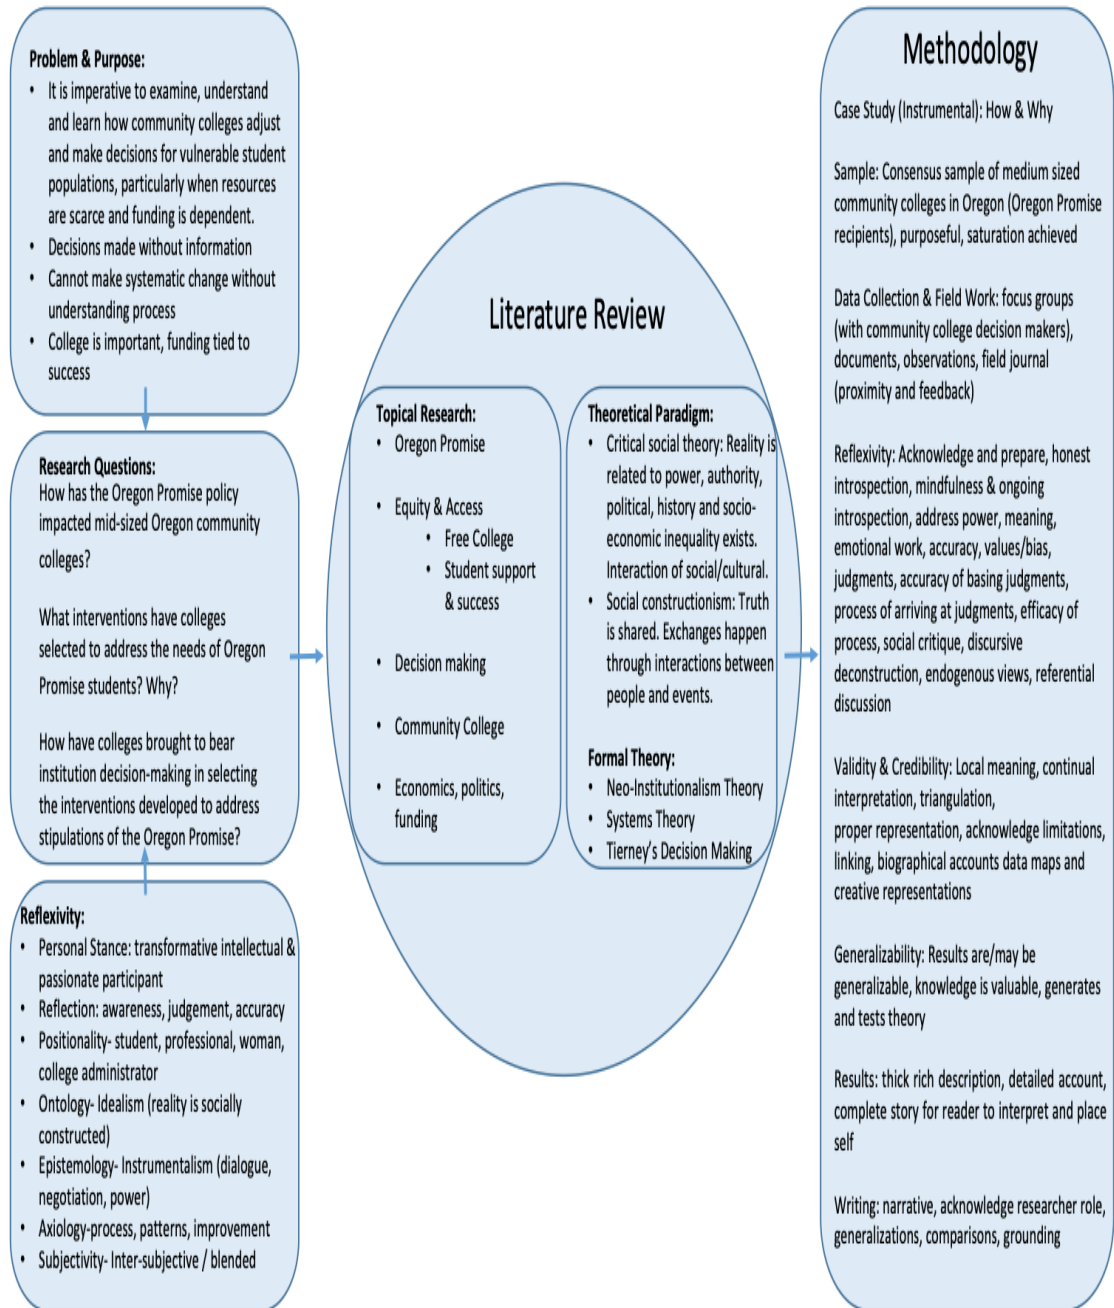 Problem & Purpose:
• It is imperative to examine, understand
and learn how community colleges adjust
and make decisions for vulnerable student
populations, particularly when resources
are scarce and funding is dependent.
• Decisions made without information
• Cannot make systematic change without
understanding process
• College is important, funding tied to
success
Research Questions:
How has the Oregon Promise policy
impacted mid-sized Oregon community
colleges?
What interventions have colleges
selected to address the needs of Oregon
Promise students? Why?
How have colleges brought to bear
institution decision-making in selecting
the interventions developed to address
stipulations of the Oregon Promise?
Reflexivity:
• Personal Stance: transformative intellectual &
passionate participant
• Reflection: awareness, judgement, accuracy
• Positionality- student, professional, woman,
college administrator
• Ontology- Idealism (reality is socially
constructed)
• Epistemology- Instrumentalism (dialogue,
negotiation, power)
• Axiology-process, patterns, improvement
• Subjectivity- Inter-subjective / blended
Literature Review
Topical Research:
• Oregon Promise
• Equity & Access
• Free College
• Student support
& success
• Decision making
• Community College
• Economics, politics,
funding
Theoretical Paradigm:
• Critical social theory: Reality is
related to power, authority,
political, history and socio-
economic inequality exists.
Interaction of social/cultural.
• Social constructionism: Truth
is shared. Exchanges happen
through interactions between
people and events.
Formal Theory:
• Neo-Institutionalism Theory
• Systems Theory
• Tierney's Decision Making
Methodology
Case Study (Instrumental): How & Why
Sample: Consensus sample of medium sized
community colleges in Oregon (Oregon Promise
recipients), purposeful, saturation achieved
Data Collection & Field Work: focus groups
(with community college decision makers),
documents, observations, field journal
(proximity and feedback)
Reflexivity: Acknowledge and prepare, honest
introspection, mindfulness & ongoing
introspection, address power, meaning,
emotional work, accuracy, values/bias,
judgments, accuracy of basing judgments,
process of arriving at judgments, efficacy of
process, social critique, discursive
deconstruction, endogenous views, referential
discussion
Validity & Credibility: Local meaning, continual
interpretation, triangulation,
proper representation, acknowledge limitations,
linking, biographical accounts data maps and
creative representations
Generalizability: Results are/may be
generalizable, knowledge is valuable, generates
and tests theory
Results: thick rich description, detailed account,
complete story for reader to interpret and place
self
Writing: narrative, acknowledge researcher role,
generalizations, comparisons, grounding